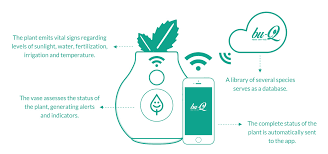 The plant emits vital signs regarding
levels of sunlight, water, fertilization,
irrigation and temperature.
bu-Q
A library of several species
serves as a database.
The vase assesses the status of
the plant, generating alerts
and indicators.
bu-Q
The complete status of the
plant is automatically sent
to the app.